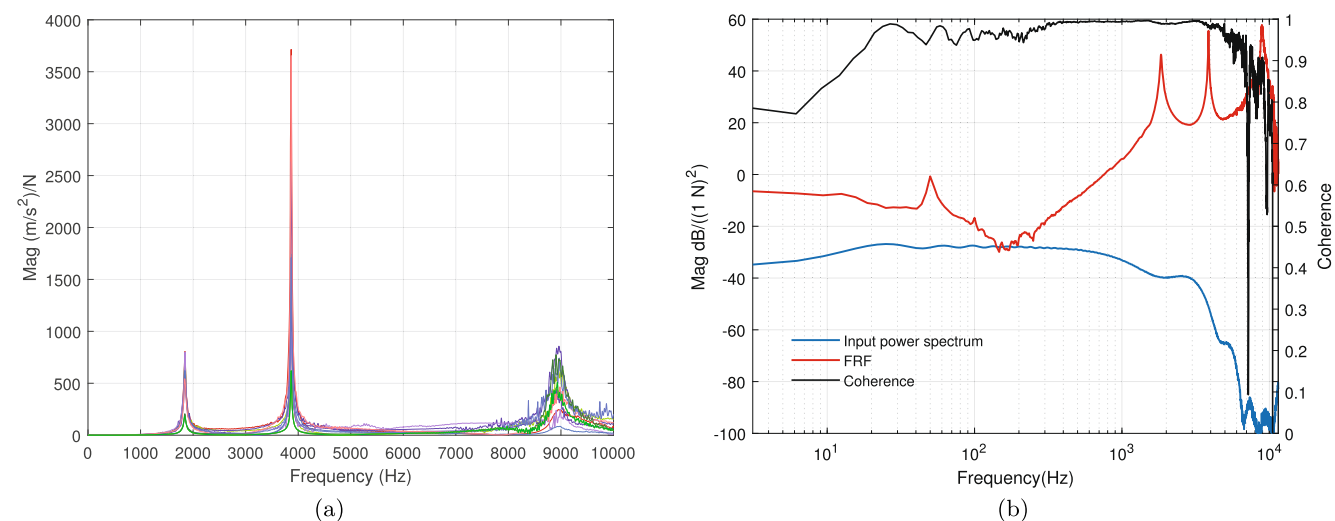 4000
3500
3000
2500
2000
1500
1000
500
0
Mag (m/s²)/N
0 1000 2000 3000 4000 5000 6000 7000 8000 9000 10000
Frequency (Hz)
(a)
60
40
20
0
-20
-40
-60
-80
-100
Mag dB/((1 N)²)
Input power spectrum
FRF
Coherence
1
0.9
0.8
0.7
0.6
0.5
0.4
0.3
0.2
0.1
0
Coherence
10¹ 10² 10³ 10⁴
Frequency(Hz)
(b)